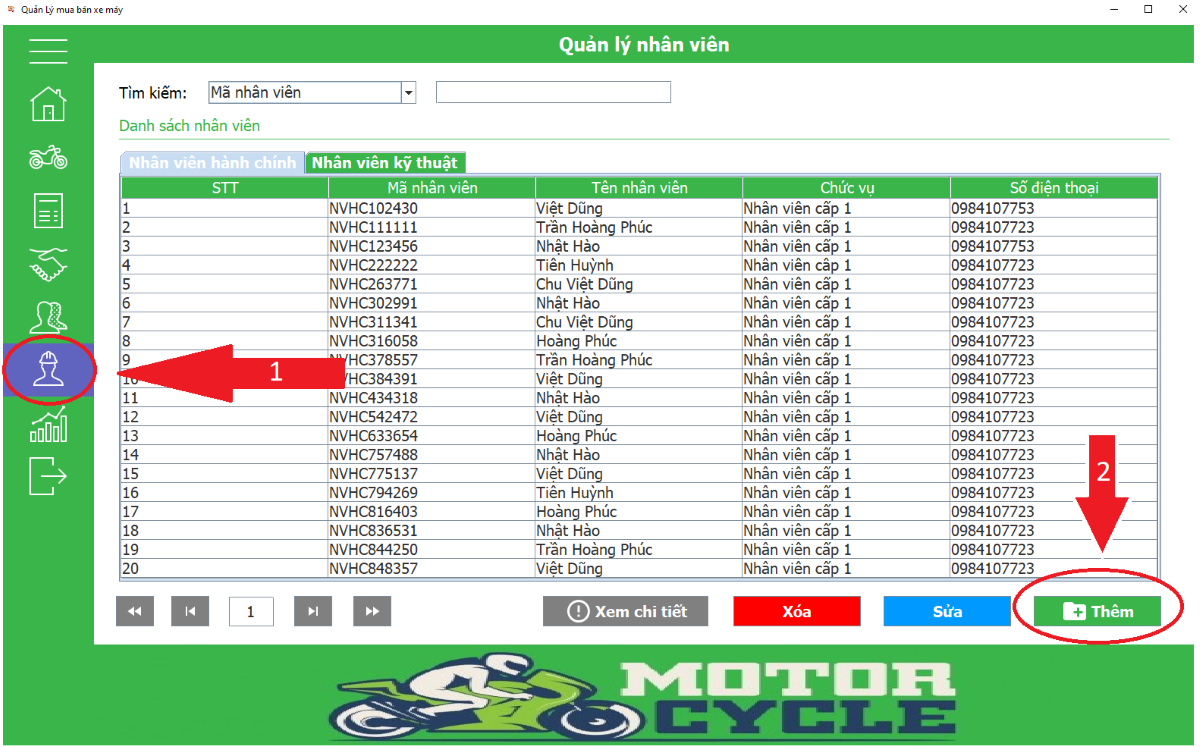 Quản Lý mua bán xe máy
Quản lý nhân viên
Tìm kiếm: Mã nhân viên
Danh sách nhân viên
Nhân viên hành chính Nhân viên kỹ thuật
STT Mã nhân viên Tên nhân viên Chức vụ Số điện thoại
1 NVHC102430 Việt Dũng Nhân viên cấp 1 0984107753
2 NVHC111111 Trần Hoàng Phúc Nhân viên cấp 1 0984107723
3 NVHC123456 Nhật Hào Nhân viên cấp 1 0984107753
4 NVHC222222 Tiên Huỳnh Nhân viên cấp 1 0984107723
5 NVHC263771 Chu Việt Dũng Nhân viên cấp 1 0984107723
6 NVHC302991 Nhật Hào Nhân viên cấp 1 0984107723
7 NVHC311341 Chu Việt Dũng Nhân viên cấp 1 0984107723
8 NVHC316058 Hoàng Phúc Nhân viên cấp 1 0984107723
9 NVHC378557 Trần Hoàng Phúc Nhân viên cấp 1 0984107723
1
10 NVHC384391 Việt Dũng Nhân viên cấp 1 0984107723
11 NVHC434318 Nhật Hào Nhân viên cấp 1 0984107723
12 NVHC542472 Việt Dũng Nhân viên cấp 1 0984107723
13 NVHC633654 Hoàng Phúc Nhân viên cấp 1 0984107723
14 NVHC757488 Nhật Hào Nhân viên cấp 1 0984107723
15 NVHC775137 Việt Dũng Nhân viên cấp 1 0984107723
2
16 NVHC794269 Tiên Huỳnh Nhân viên cấp 1 0984107723
17 NVHC816403 Hoàng Phúc Nhân viên cấp 1 0984107723
18 NVHC836531 Nhật Hào Nhân viên cấp 1 0984107723
19 NVHC844250 Trần Hoàng Phúc Nhân viên cấp 1 0984107723
20 NVHC848357 Việt Dũng Nhân viên cấp 1 0984107723
1 Xem chi tiết Xóa Sửa Thêm
MOTOR
CYCLE